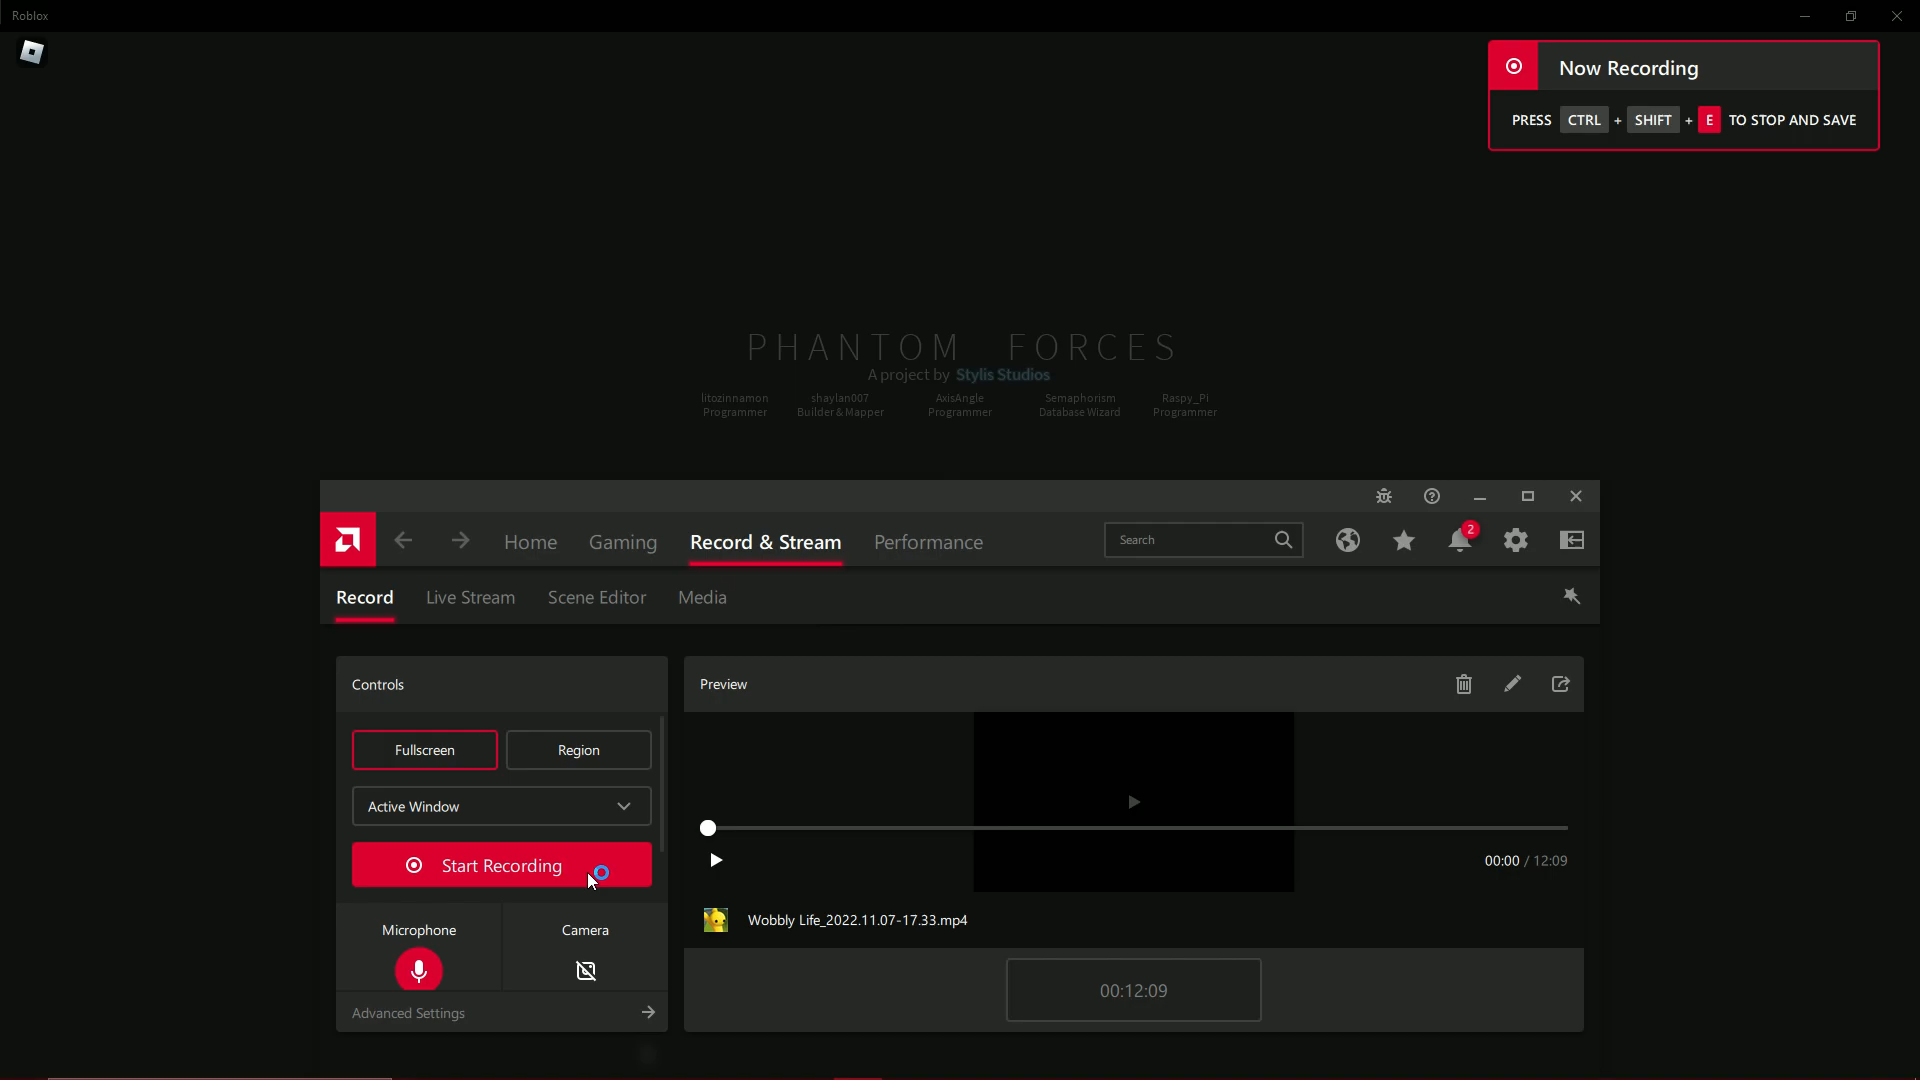 Roblox
Now Recording
PRESS CTRL + SHIFT + E TO STOP AND SAVE
PHANTOM FORCES
A project by Stylis Studios
litozinnamon shaylan007 AxisAngle Semaphorism Raspy_Pi
Programmer Builder & Mapper Programmer Database Wizard Programmer
Home Gaming Record & Stream Performance Search 2
Record Live Stream Scene Editor Media
Controls Preview
Fullscreen Region
Active Window
Start Recording
00:00 / 12:09
Microphone Camera
Wobbly Life_2022.11.07-17.33.mp4
00:12:09
Advanced Settings